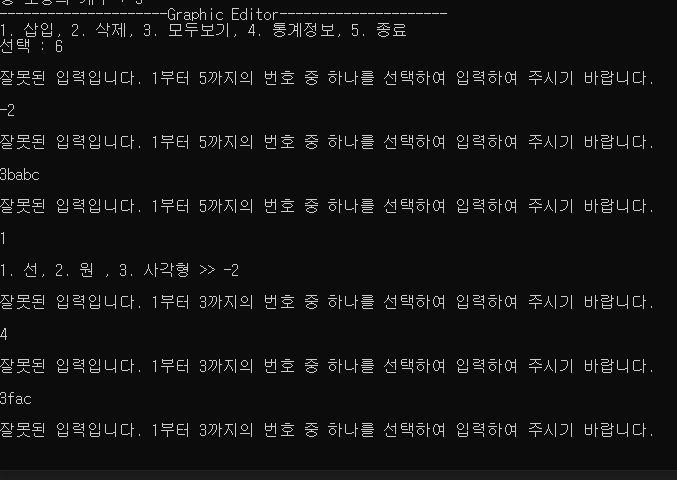 ------------------Graphic Editor-------------------
1. 삽입, 2. 삭제, 3. 모두보기, 4. 통계정보, 5. 종료
선택 : 6
잘못된 입력입니다. 1부터 5까지의 번호 중 하나를 선택하여 입력하여 주시기 바랍니다.
-2
잘못된 입력입니다. 1부터 5까지의 번호 중 하나를 선택하여 입력하여 주시기 바랍니다.
3babc
잘못된 입력입니다. 1부터 5까지의 번호 중 하나를 선택하여 입력하여 주시기 바랍니다.
1
1. 선, 2. 원 , 3. 사각형 >> -2
잘못된 입력입니다. 1부터 3까지의 번호 중 하나를 선택하여 입력하여 주시기 바랍니다.
4
잘못된 입력입니다. 1부터 3까지의 번호 중 하나를 선택하여 입력하여 주시기 바랍니다.
3fac
잘못된 입력입니다. 1부터 3까지의 번호 중 하나를 선택하여 입력하여 주시기 바랍니다.